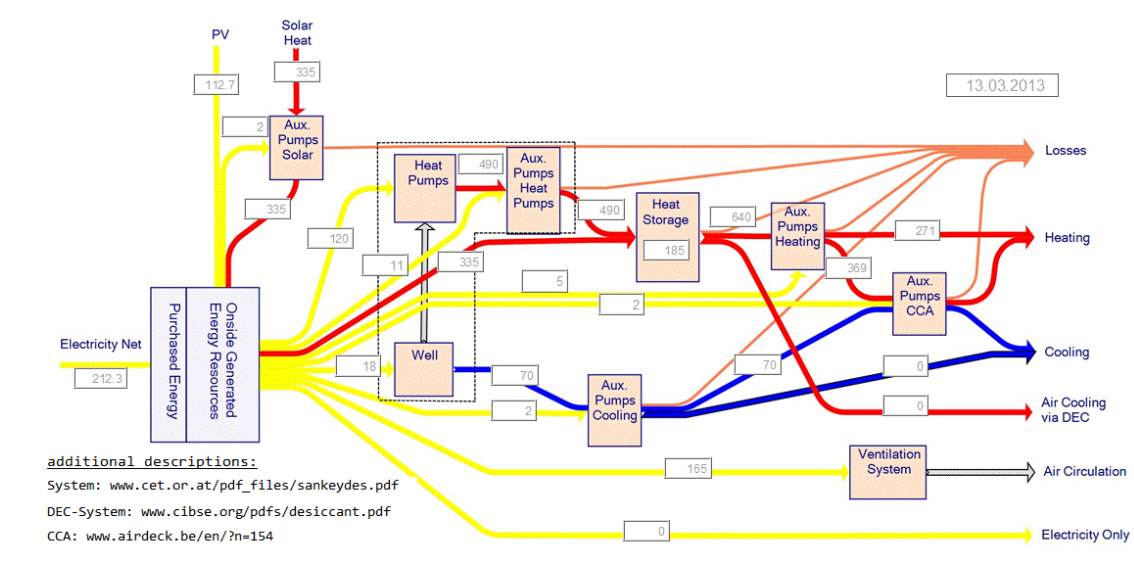 PV
Solar
Heat
112.7
335
13.03.2013
2
Aux.
Pumps
Solar
Losses
Heat
Pumps
490
Aux.
Pumps
Heat
Pumps
335
490
Heat
Storage
185
640
Aux.
Pumps
Heating
271
Heating
120
11
335
5
369
2
Aux.
Pumps
CCA
Purchased Energy
Onside Generated
Energy Resources
Electricity Net
212.3
18
Well
70
70
0
Cooling
Aux.
Pumps
Cooling
2
0
Air Cooling
via DEC
165
Ventilation
System
Air Circulation
0
Electricity Only
additional descriptions:
System: www.cet.or.at/pdf_files/sankeydes.pdf
DEC-System: www.cibse.org/pdfs/desiccant.pdf
CCA: www.airdeck.be/en/?n=154